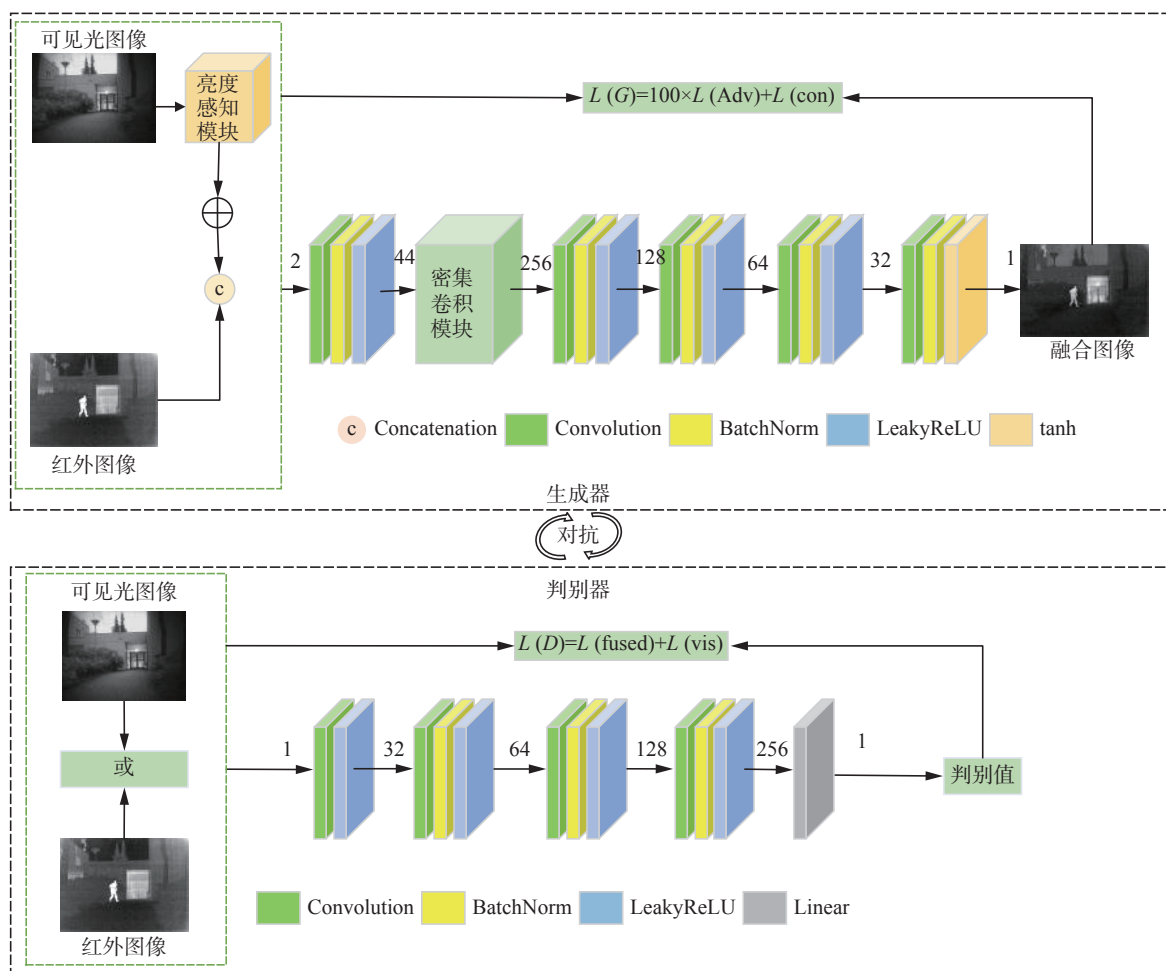 可见光图像
亮度
感知
模块
L (G)=100×L (Adv)+L (con)
2
44
密集
卷积
模块
256
128
64
32
1
c
融合图像
红外图像
c Concatenation
Convolution
BatchNorm
LeakyReLU
tanh
生成器
对抗
判别器
可见光图像
L (D)=L (fused)+L (vis)
或
1
32
64
128
256
1
判别值
红外图像
Convolution
BatchNorm
LeakyReLU
Linear